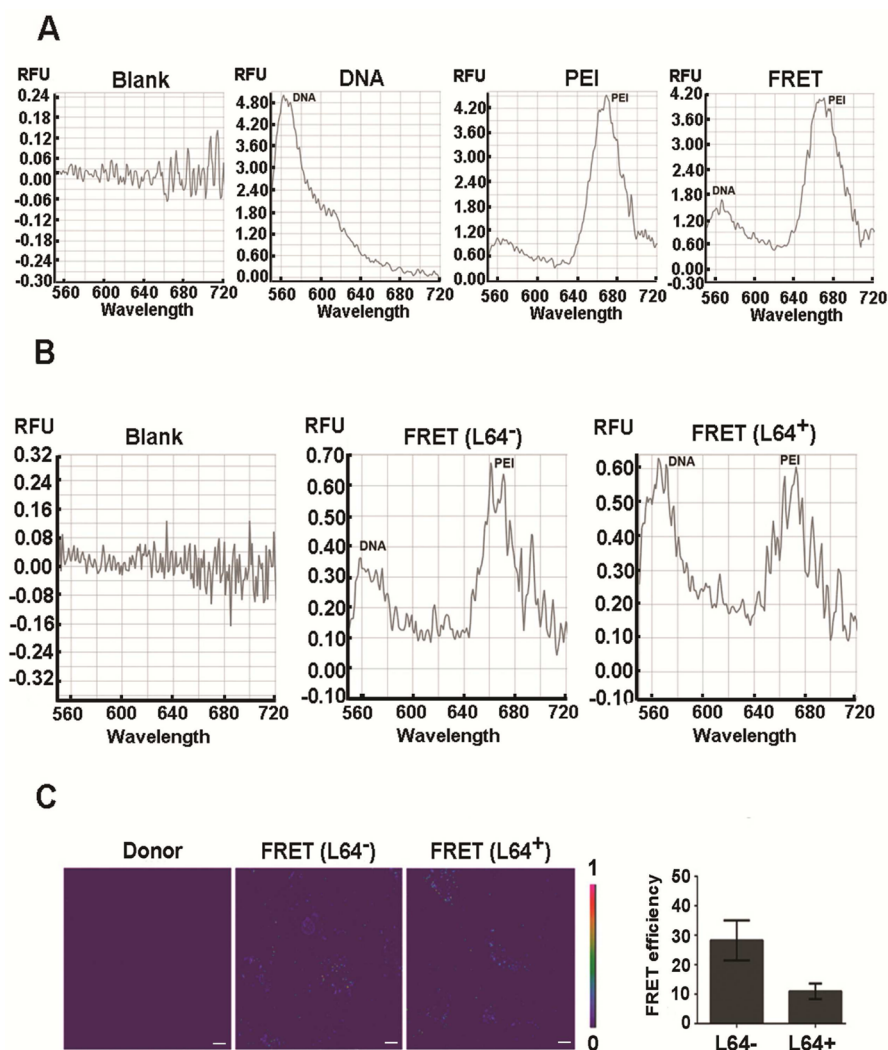 A
RFU Blank
0.24
0.18
0.12
0.06
0.00
-0.06
-0.12
-0.18
-0.24
-0.30
560 600 640 680 720
Wavelength
RFU DNA
DNA
4.80
4.20
3.40
2.80
2.20
1.80
1.20
0.60
0.00
560 600 640 680 720
Wavelength
RFU PEI
PEI
4.20
3.60
3.00
2.40
1.80
1.20
0.60
0.00
560 600 640 680 720
Wavelength
RFU FRET
DNA PEI
4.20
3.60
3.00
2.40
1.80
1.20
0.60
0.00
-0.30
560 600 640 680 720
Wavelength
B
RFU Blank
0.32
0.24
0.16
0.08
0.00
-0.08
-0.16
-0.24
-0.32
560 600 640 680 720
Wavelength
RFU FRET (L64-)
DNA PEI
0.70
0.60
0.50
0.40
0.30
0.20
0.10
0.00
-0.10
560 600 640 680 720
Wavelength
RFU FRET (L64+)
DNA PEI
0.60
0.50
0.40
0.30
0.20
0.10
0.00
-0.10
560 600 640 680 720
Wavelength
C
Donor FRET (L64-) FRET (L64+)
1
0
FRET efficiency
50
40
30
20
10
0
L64- L64+